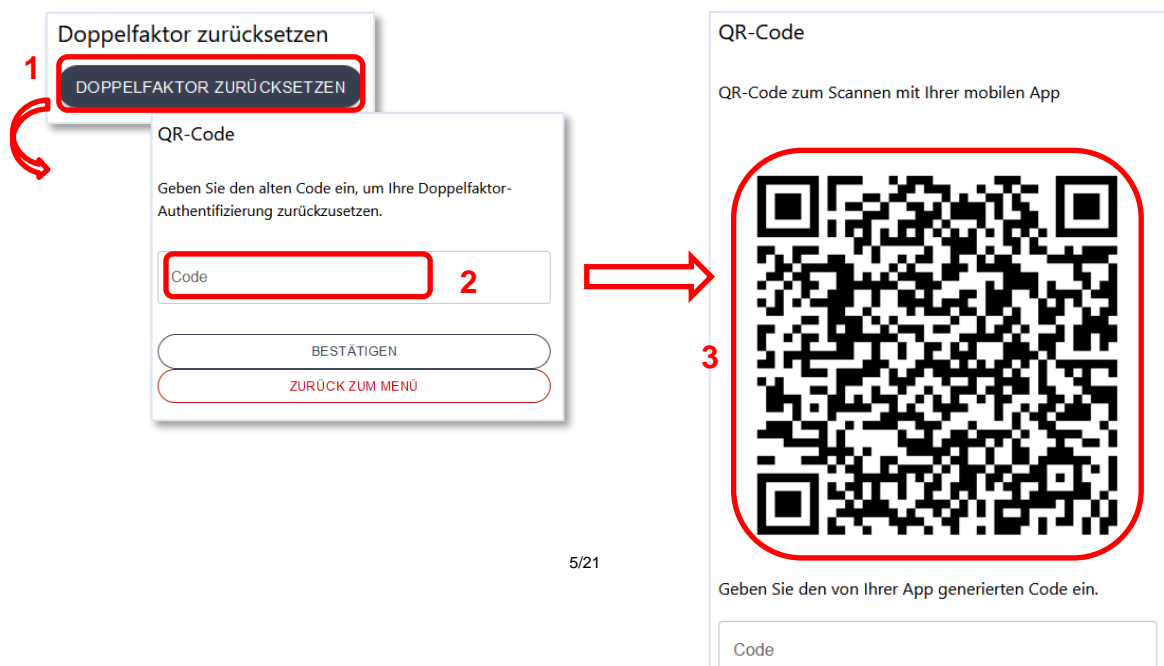 Doppelfaktor zurücksetzen
1
DOPPELFAKTOR ZURÜCKSETZEN
QR-Code
Geben Sie den alten Code ein, um Ihre Doppelfaktor-
Authentifizierung zurückzusetzen.
Code
2
BESTÄTIGEN
ZURÜCK ZUM MENÜ
QR-Code
QR-Code zum Scannen mit Ihrer mobilen App
3
Geben Sie den von Ihrer App generierten Code ein.
Code
5/21